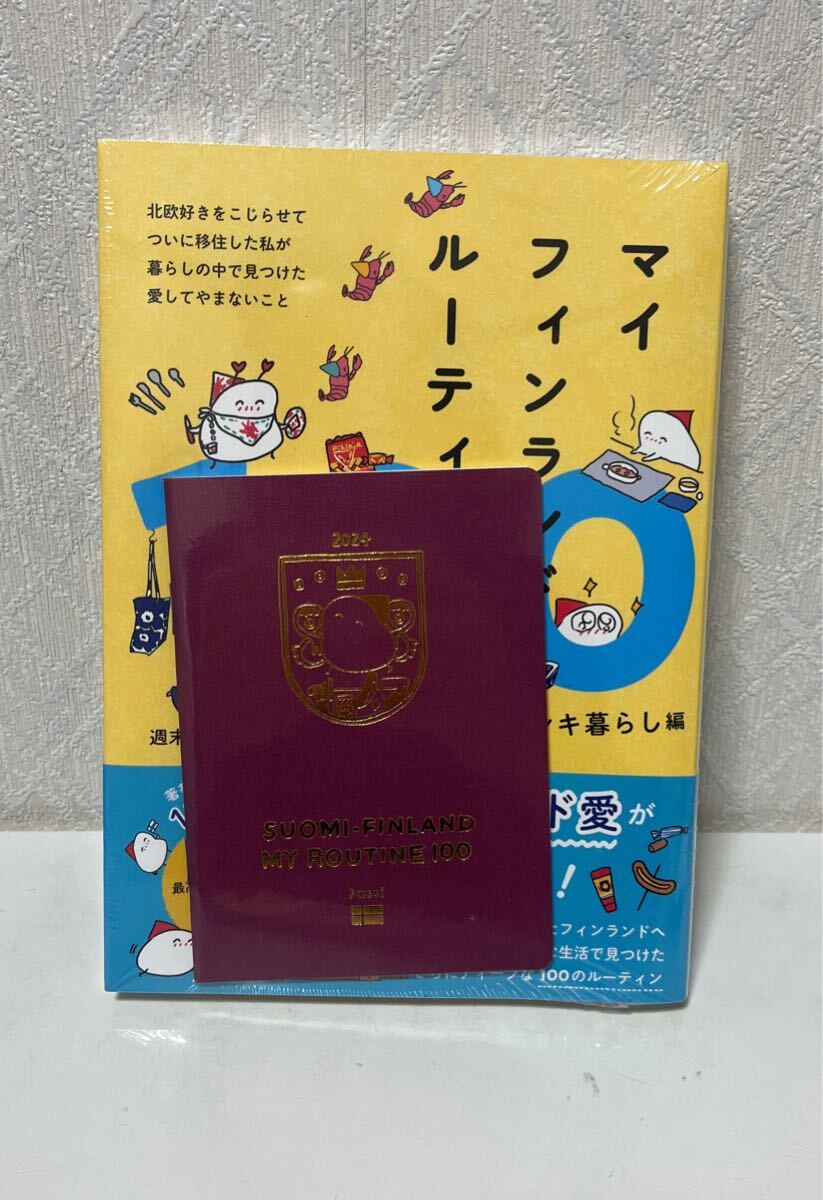 北欧好きをこじらせて
ついに移住した私が
暮らしの中で見つけた
愛してやまないこと
マイ
フィンラン
ルーティ
週末
キ暮らし編
ド愛が
!
フィンランドへ
生活で見つけた
100のルーティン
2024
SUOMI-FINLAND
MY ROUTINE 100
Passi